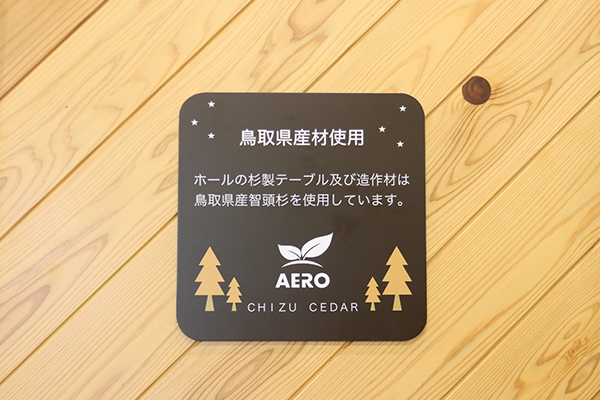 鳥取県産材使用
ホールの杉製テーブル及び造作材は
鳥取県産智頭杉を使用しています。
AERO
CHIZU CEDAR